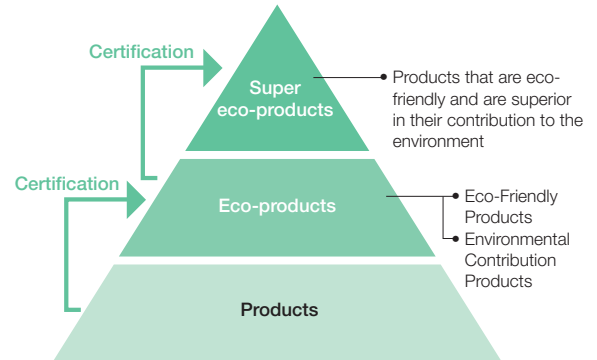 Certification
Super
eco-products
Products that are eco-
friendly and are superior
in their contribution to the
environment
Certification
Eco-products
Eco-Friendly
Products
Environmental
Contribution
Products
Products